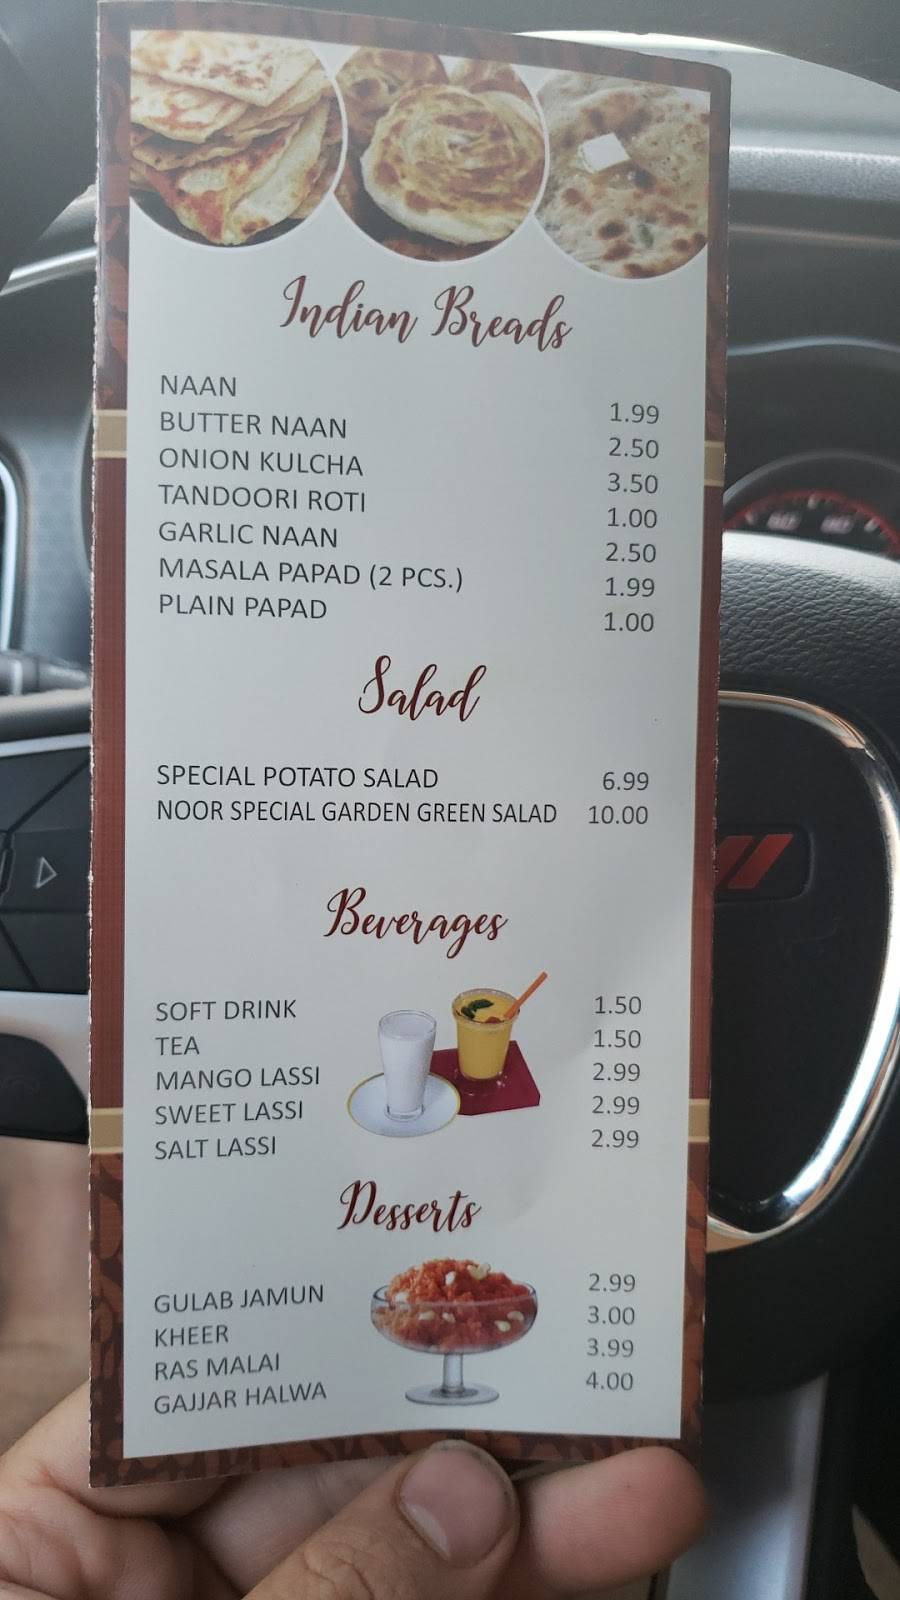 Indian Breads
NAAN 1.99
BUTTER NAAN 2.50
ONION KULCHA 3.50
TANDOORI ROTI 1.00
GARLIC NAAN 2.50
MASALA PAPAD (2 PCS.) 1.99
PLAIN PAPAD 1.00
Salad
SPECIAL POTATO SALAD 6.99
NOOR SPECIAL GARDEN GREEN SALAD 10.00
Beverages
SOFT DRINK 1.50
TEA 1.50
MANGO LASSI 2.99
SWEET LASSI 2.99
SALT LASSI 2.99
Desserts
GULAB JAMUN 2.99
KHEER 3.00
RAS MALAI 3.99
GAJJAR HALWA 4.00